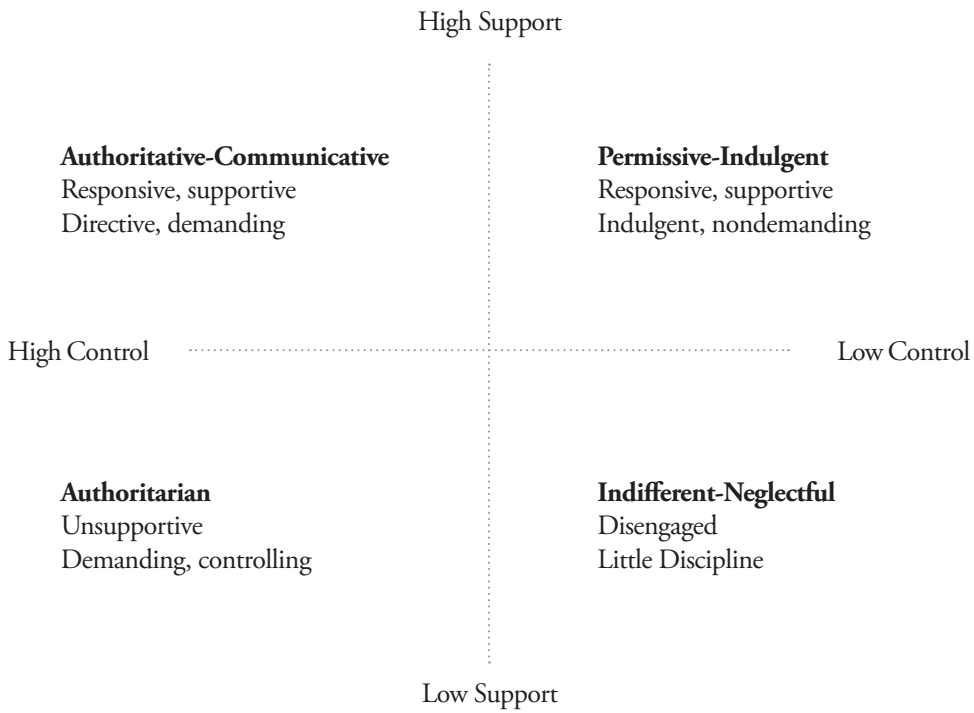 High Support
Authoritative-Communicative
Responsive, supportive
Directive, demanding
Permissive-Indulgent
Responsive, supportive
Indulgent, nondemanding
High Control
Low Control
Authoritarian
Unsupportive
Demanding, controlling
Indifferent-Neglectful
Disengaged
Little Discipline
Low Support